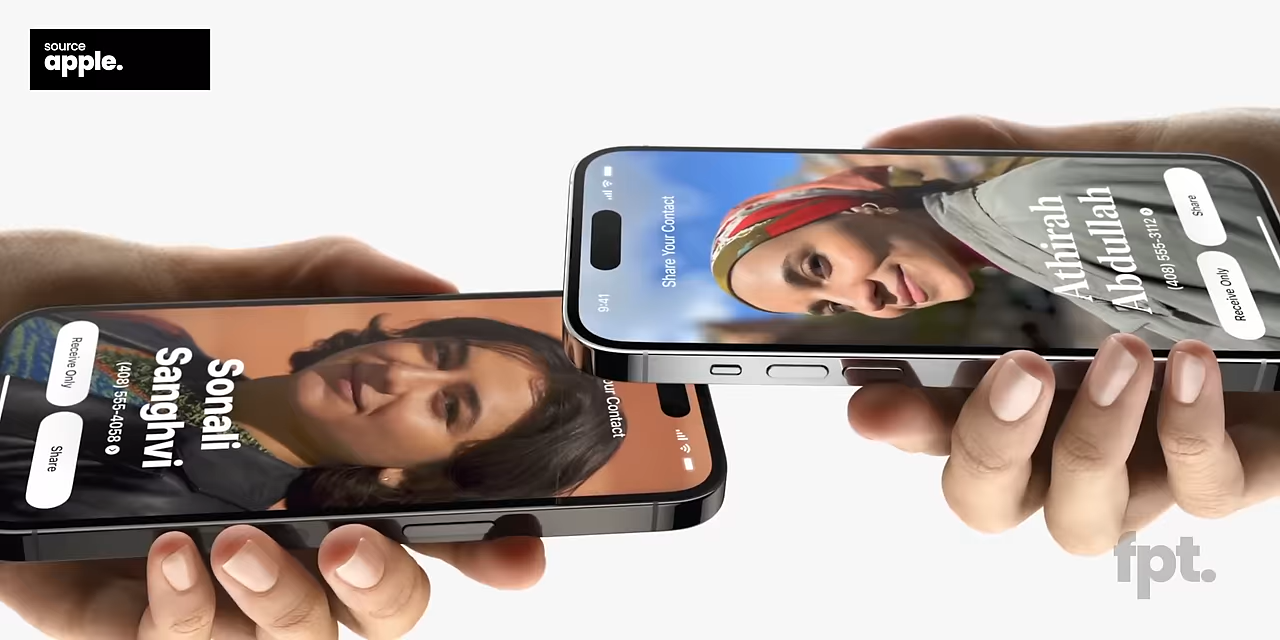 source
apple.
9:41
Share Your Contact
Athirah
Abdullah
(408) 555-3112
Receive Only
Share
ur Contact
Sonali
Sanghvi
(408) 555-4058
Receive Only
Share
fpt.